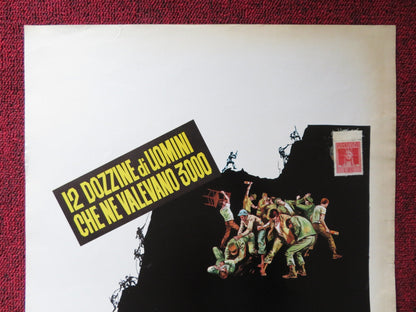 12 DOZZINE di UOMINI
CHE NE VALEVANO 3000